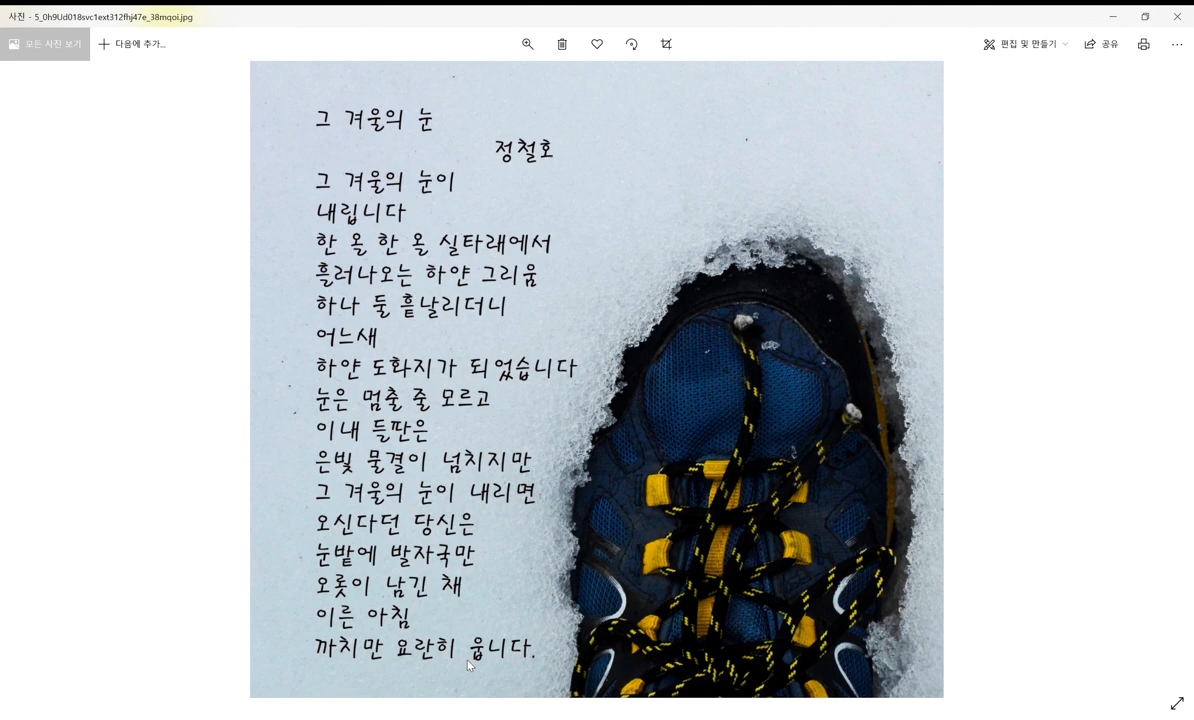 사진 - 5_0h9Ud018svc1ext312fhj47e_38mqoi.jpg
모든 사진 보기
다음에 추가...
편집 및 만들기
공유
그 겨울의 눈
정철호
그 겨울의 눈이
내립니다
한 올 한 올 실타래에서
흘러나오는 하얀 그리움
하나 둘 흩날리더니
어느새
하얀 도화지가 되었습니다
눈은 멈출 줄 모르고
이내 들판은
은빛 물결이 넘치지만
그 겨울의 눈이 내리면
오신다던 당신은
눈밭에 발자국만
오롯이 남긴 채
이른 아침
까치만 요란히 웁니다.